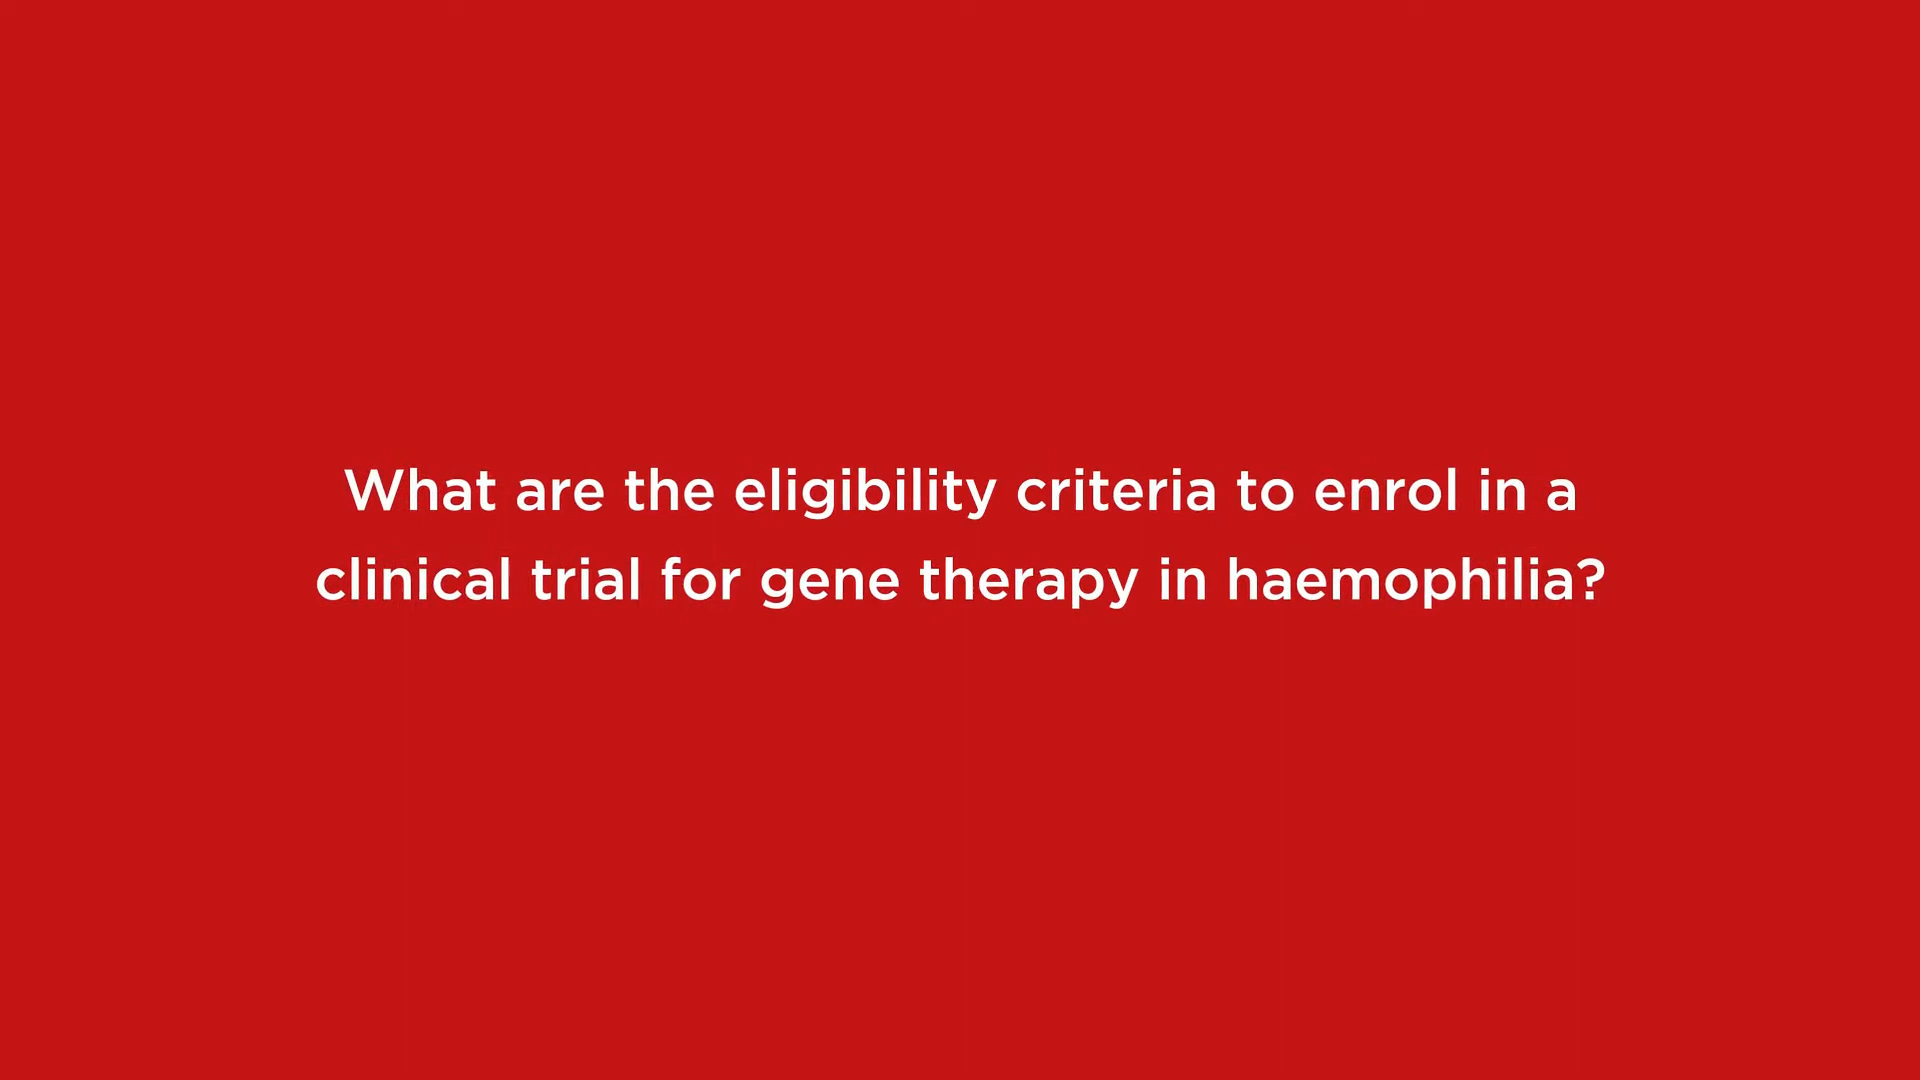 What are the eligibility criteria to enrol in a
clinical trial for gene therapy in haemophilia?